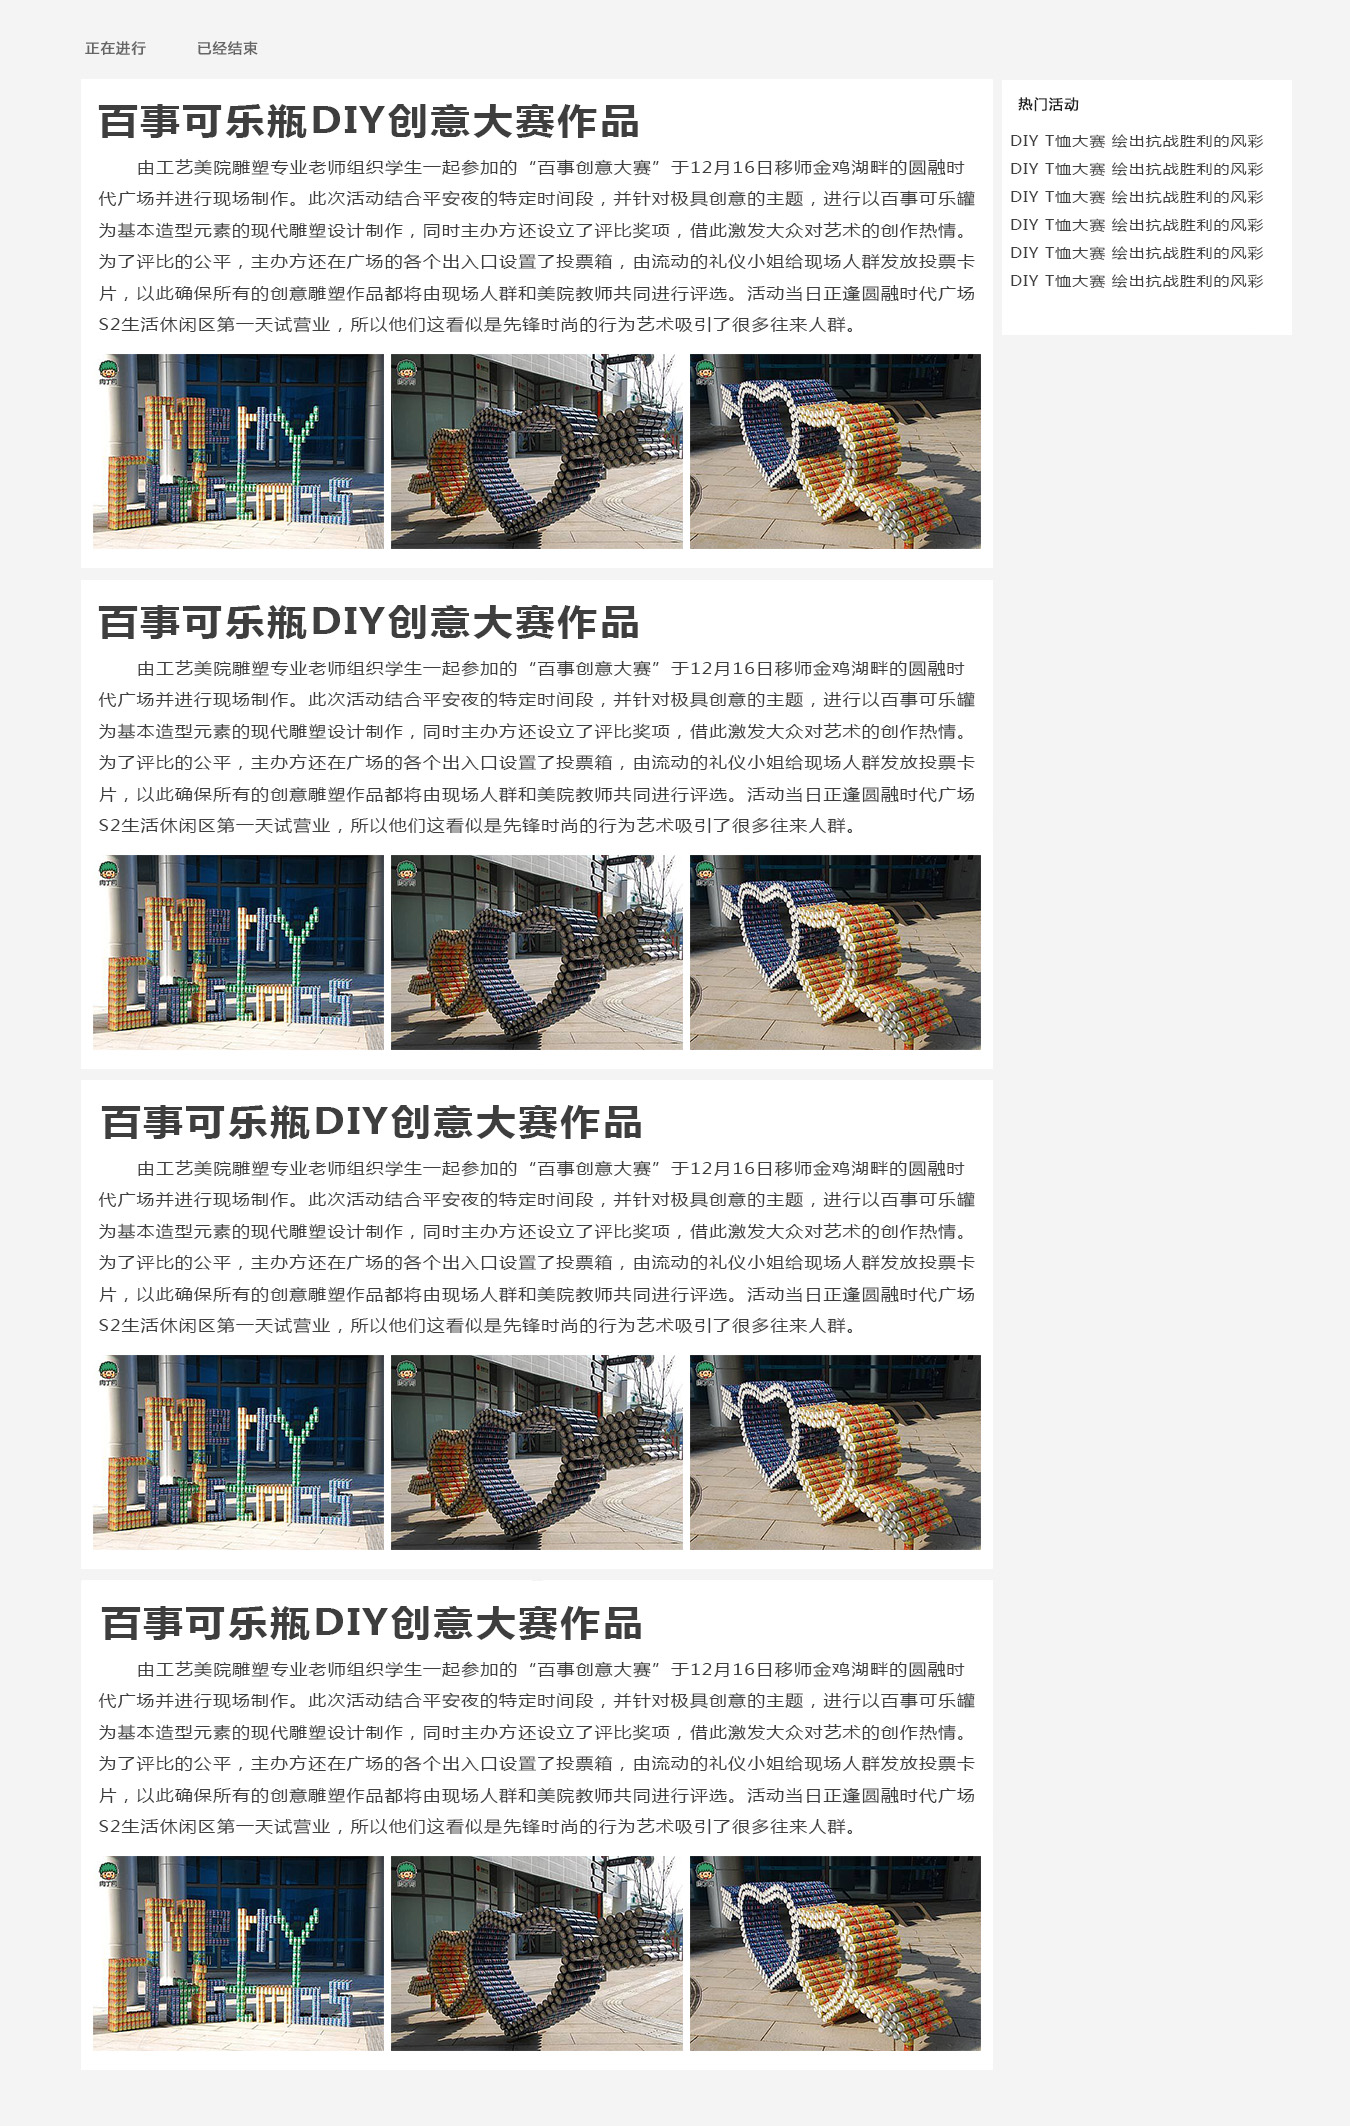 正在进行 已经结束
百事可乐瓶DIY创意大赛作品
由工艺美院雕塑专业老师组织学生一起参加的“百事创意大赛”于12月16日移师金鸡湖畔的圆融时
代广场并进行现场制作。此次活动结合平安夜的特定时间段，并针对极具创意的主题，进行以百事可乐罐
为基本造型元素的现代雕塑设计制作，同时主办方还设立了评比奖项，借此激发大众对艺术的创作热情。
为了评比的公平，主办方还在广场的各个出入口设置了投票箱，由流动的礼仪小姐给现场人群发放投票卡
片，以此确保所有的创意雕塑作品都将由现场人群和美院教师共同进行评选。活动当日正逢圆融时代广场
S2生活休闲区第一天试营业，所以他们这看似是先锋时尚的行为艺术吸引了很多往来人群。
Merry
Christmas
百事可乐瓶DIY创意大赛作品
由工艺美院雕塑专业老师组织学生一起参加的“百事创意大赛”于12月16日移师金鸡湖畔的圆融时
代广场并进行现场制作。此次活动结合平安夜的特定时间段，并针对极具创意的主题，进行以百事可乐罐
为基本造型元素的现代雕塑设计制作，同时主办方还设立了评比奖项，借此激发大众对艺术的创作热情。
为了评比的公平，主办方还在广场的各个出入口设置了投票箱，由流动的礼仪小姐给现场人群发放投票卡
片，以此确保所有的创意雕塑作品都将由现场人群和美院教师共同进行评选。活动当日正逢圆融时代广场
S2生活休闲区第一天试营业，所以他们这看似是先锋时尚的行为艺术吸引了很多往来人群。
Merry
Christmas
百事可乐瓶DIY创意大赛作品
由工艺美院雕塑专业老师组织学生一起参加的“百事创意大赛”于12月16日移师金鸡湖畔的圆融时
代广场并进行现场制作。此次活动结合平安夜的特定时间段，并针对极具创意的主题，进行以百事可乐罐
为基本造型元素的现代雕塑设计制作，同时主办方还设立了评比奖项，借此激发大众对艺术的创作热情。
为了评比的公平，主办方还在广场的各个出入口设置了投票箱，由流动的礼仪小姐给现场人群发放投票卡
片，以此确保所有的创意雕塑作品都将由现场人群和美院教师共同进行评选。活动当日正逢圆融时代广场
S2生活休闲区第一天试营业，所以他们这看似是先锋时尚的行为艺术吸引了很多往来人群。
Merry
Christmas
百事可乐瓶DIY创意大赛作品
由工艺美院雕塑专业老师组织学生一起参加的“百事创意大赛”于12月16日移师金鸡湖畔的圆融时
代广场并进行现场制作。此次活动结合平安夜的特定时间段，并针对极具创意的主题，进行以百事可乐罐
为基本造型元素的现代雕塑设计制作，同时主办方还设立了评比奖项，借此激发大众对艺术的创作热情。
为了评比的公平，主办方还在广场的各个出入口设置了投票箱，由流动的礼仪小姐给现场人群发放投票卡
片，以此确保所有的创意雕塑作品都将由现场人群和美院教师共同进行评选。活动当日正逢圆融时代广场
S2生活休闲区第一天试营业，所以他们这看似是先锋时尚的行为艺术吸引了很多往来人群。
Merry
Christmas
热门活动
DIY T恤大赛 绘出抗战胜利的风彩
DIY T恤大赛 绘出抗战胜利的风彩
DIY T恤大赛 绘出抗战胜利的风彩
DIY T恤大赛 绘出抗战胜利的风彩
DIY T恤大赛 绘出抗战胜利的风彩
DIY T恤大赛 绘出抗战胜利的风彩